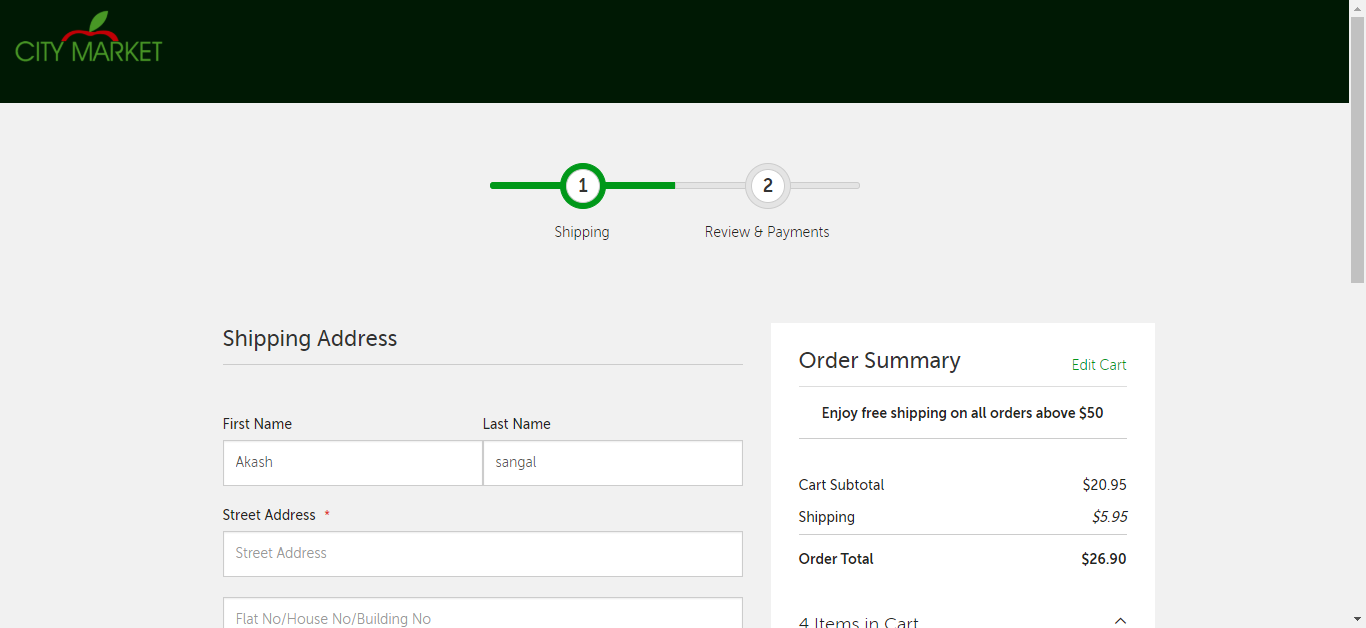 CITY MARKET
1
2
Shipping
Review & Payments
Shipping Address
First Name
Last Name
Akash
sangal
Street Address *
Street Address
Flat No/House No/Building No
Order Summary
Edit Cart
Enjoy free shipping on all orders above $50
Cart Subtotal
$20.95
Shipping
$5.95
Order Total
$26.90
4 Items in Cart